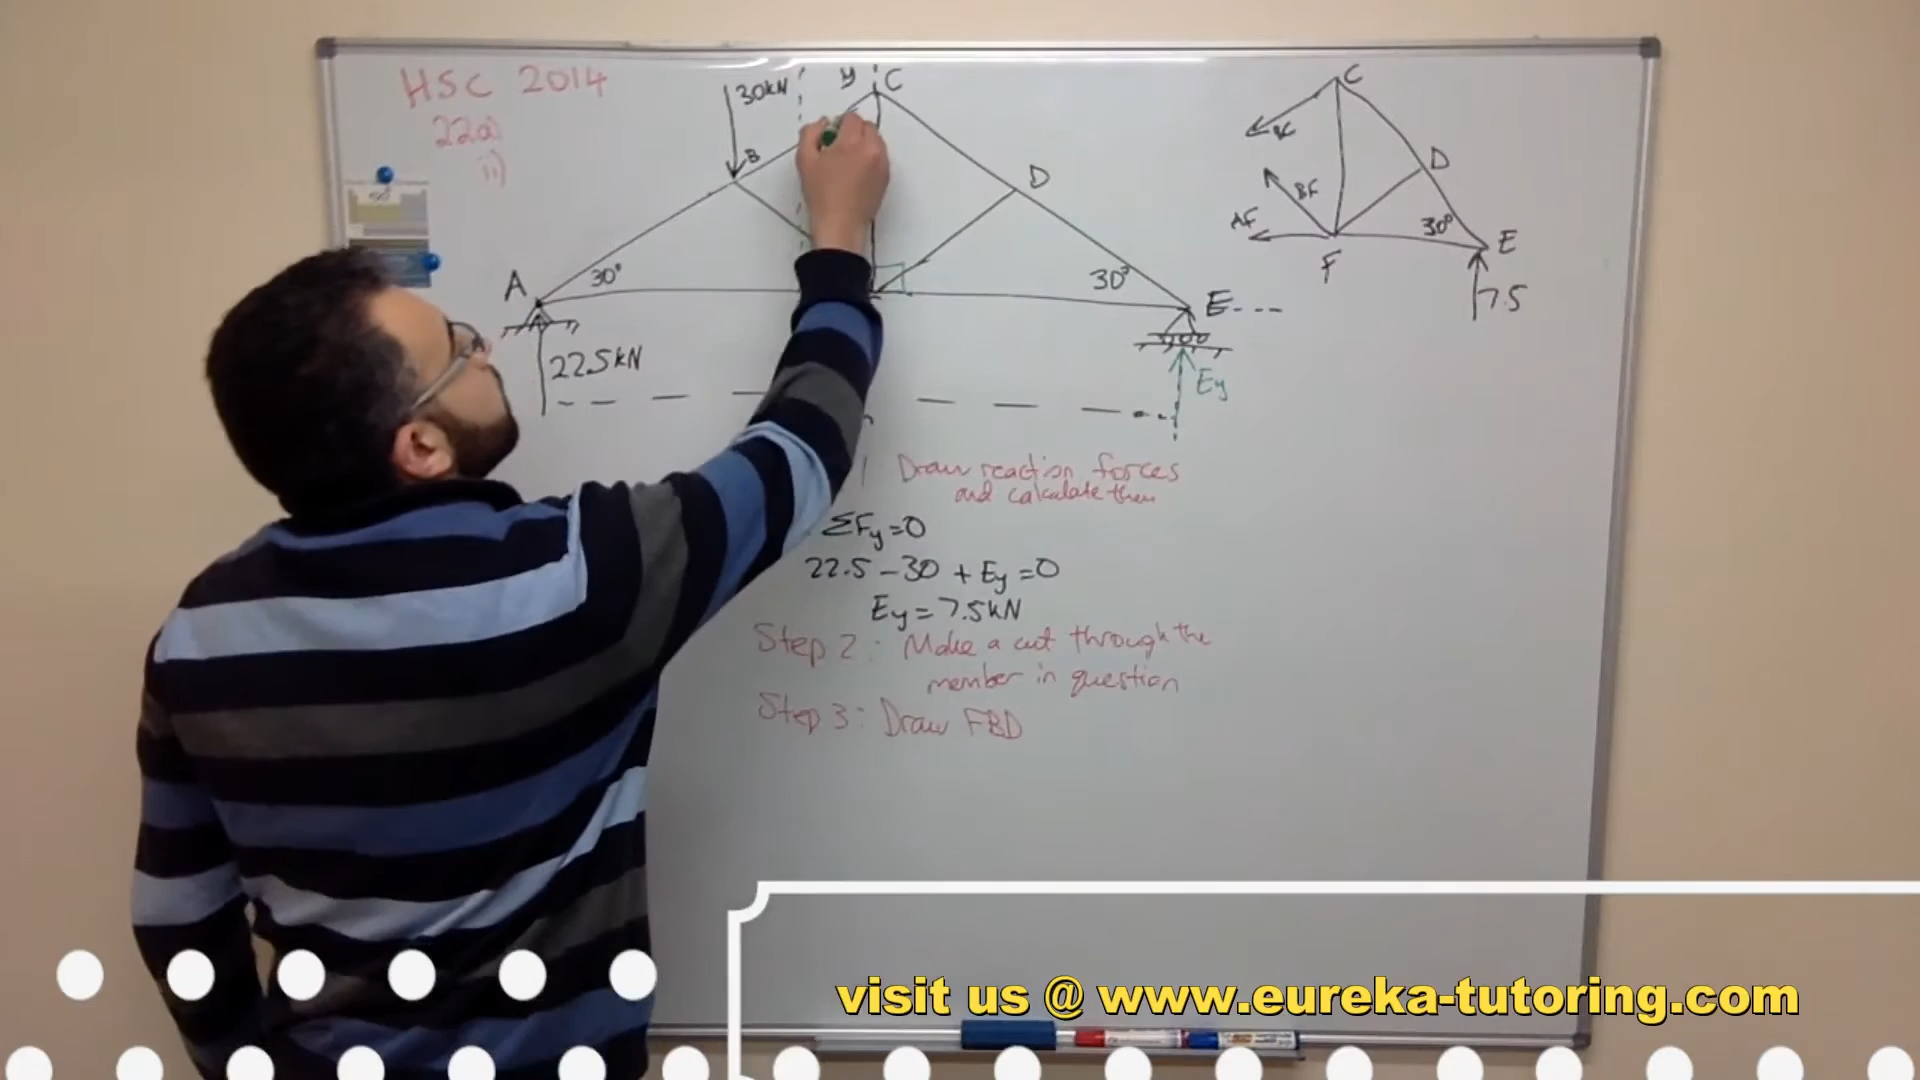 HSC 2014
22a)
ii)
30kN
y
C
B
D
A
30°
30°
E
22.5kN
Ey
C
BC
BF
AF
D
30°
E
F
7.5
1 Draw reaction forces
and calculate them
ΣFy=0
22.5 - 30 + Ey = 0
Ey = 7.5kN
Step 2: Make a cut through the
member in question
Step 3: Draw FBD
visit us @ www.eureka-tutoring.com